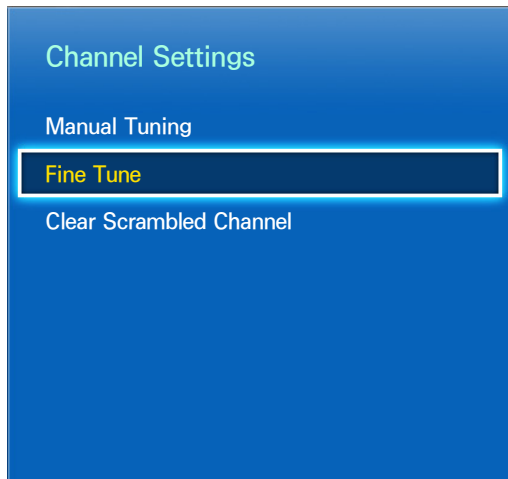 Channel Settings
Manual Tuning
Fine Tune
Clear Scrambled Channel